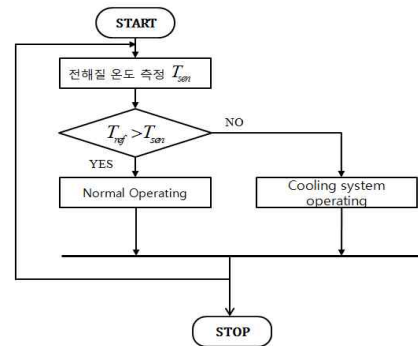 START
전해질 온도 측정 T_sen
T_ref > T_sen
NO
YES
Normal Operating
Cooling system
operating
STOP